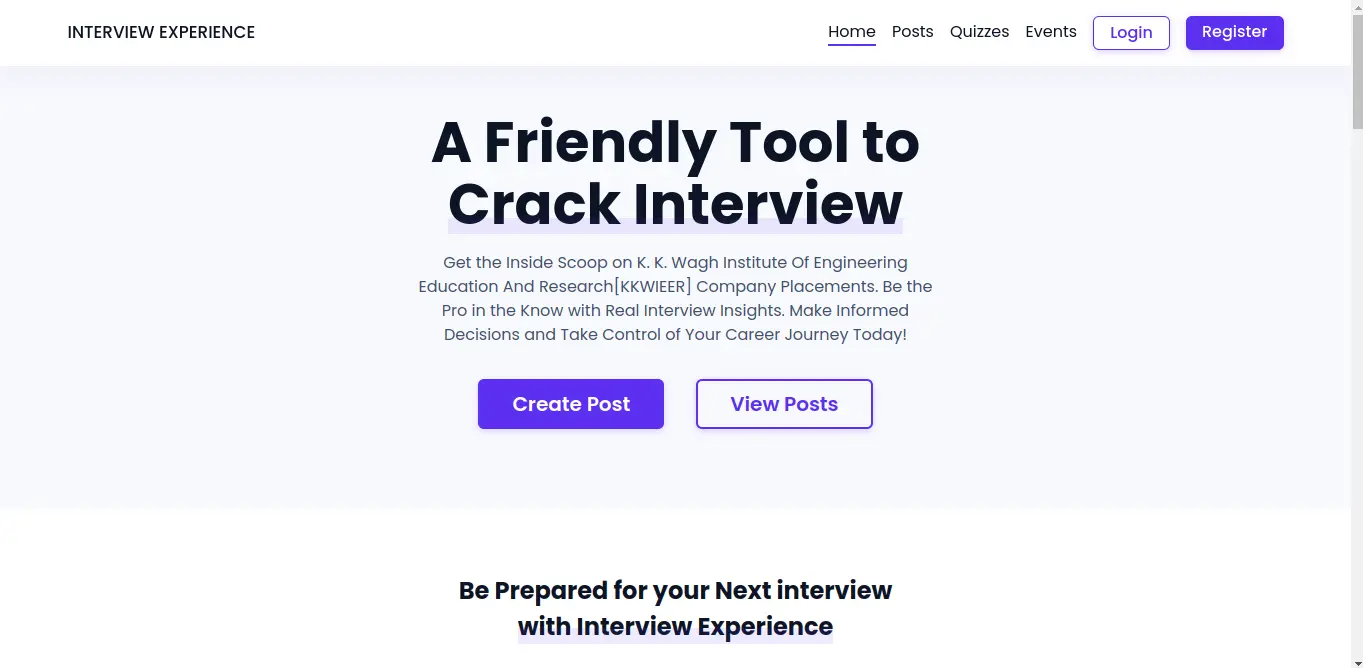 INTERVIEW EXPERIENCE
Home Posts Quizzes Events Login Register
A Friendly Tool to
Crack Interview
Get the Inside Scoop on K. K. Wagh Institute Of Engineering
Education And Research[KKWIEER] Company Placements. Be the
Pro in the Know with Real Interview Insights. Make Informed
Decisions and Take Control of Your Career Journey Today!
Create Post View Posts
Be Prepared for your Next interview
with Interview Experience